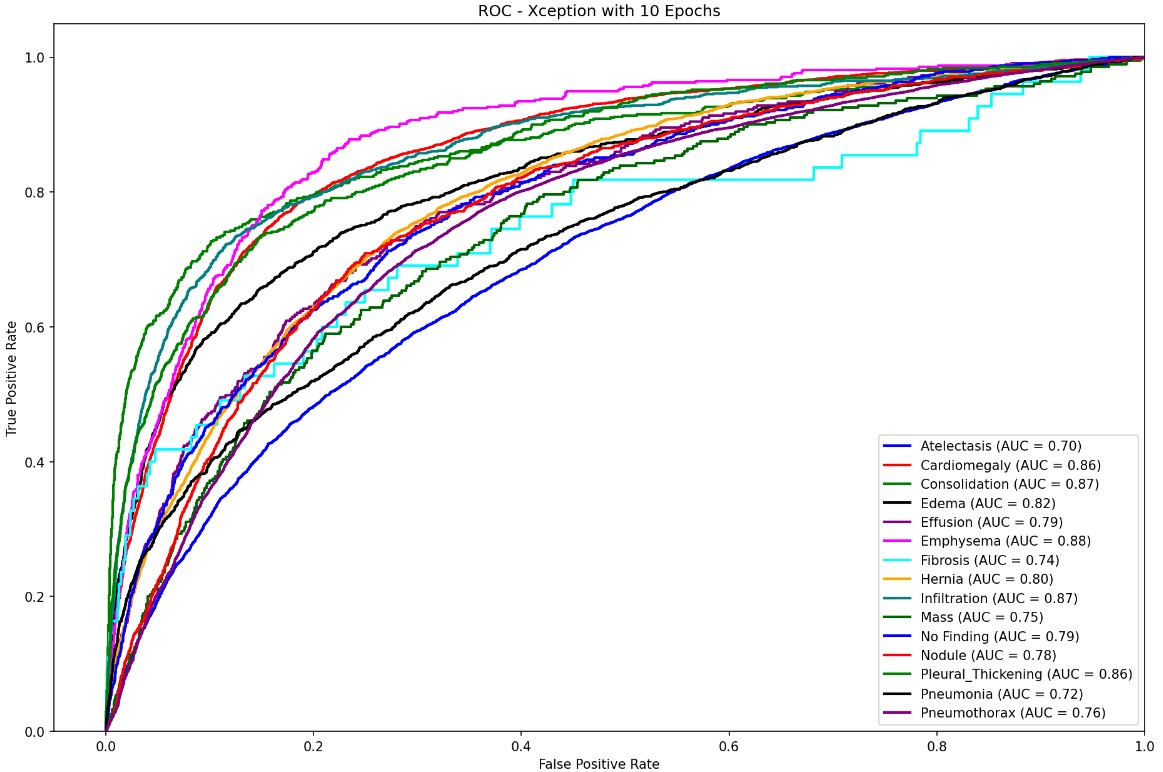 ROC - Xception with 10 Epochs
True Positive Rate
1.0
0.8
0.6
0.4
0.2
0.0
Atelectasis (AUC = 0.70)
Cardiomegaly (AUC = 0.86)
Consolidation (AUC = 0.87)
Edema (AUC = 0.82)
Effusion (AUC = 0.79)
Emphysema (AUC = 0.88)
Fibrosis (AUC = 0.74)
Hernia (AUC = 0.80)
Infiltration (AUC = 0.87)
Mass (AUC = 0.75)
No Finding (AUC = 0.79)
Nodule (AUC = 0.78)
Pleural_Thickening (AUC = 0.86)
Pneumonia (AUC = 0.72)
Pneumothorax (AUC = 0.76)
0.0 0.2 0.4 0.6 0.8 1.0
False Positive Rate